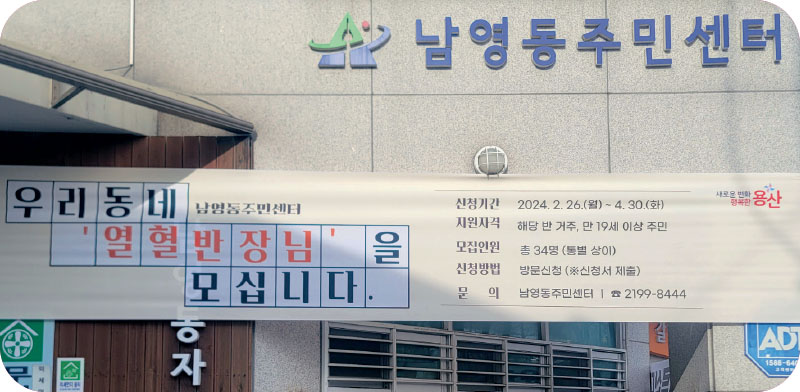 남영동주민센터
우리동네 남영동주민센터
'열혈반장님'을
모십니다.
신청기간 2024. 2. 26.(월) ~ 4. 30.(화)
지원자격 해당 반 거주, 만 19세 이상 주민
모집인원 총 34명 (통별 상이)
신청방법 방문신청 (※신청서 제출)
문 의 남영동주민센터 | ☎ 2199-8444
새로운 변화
행복한 용산
동자
ADT